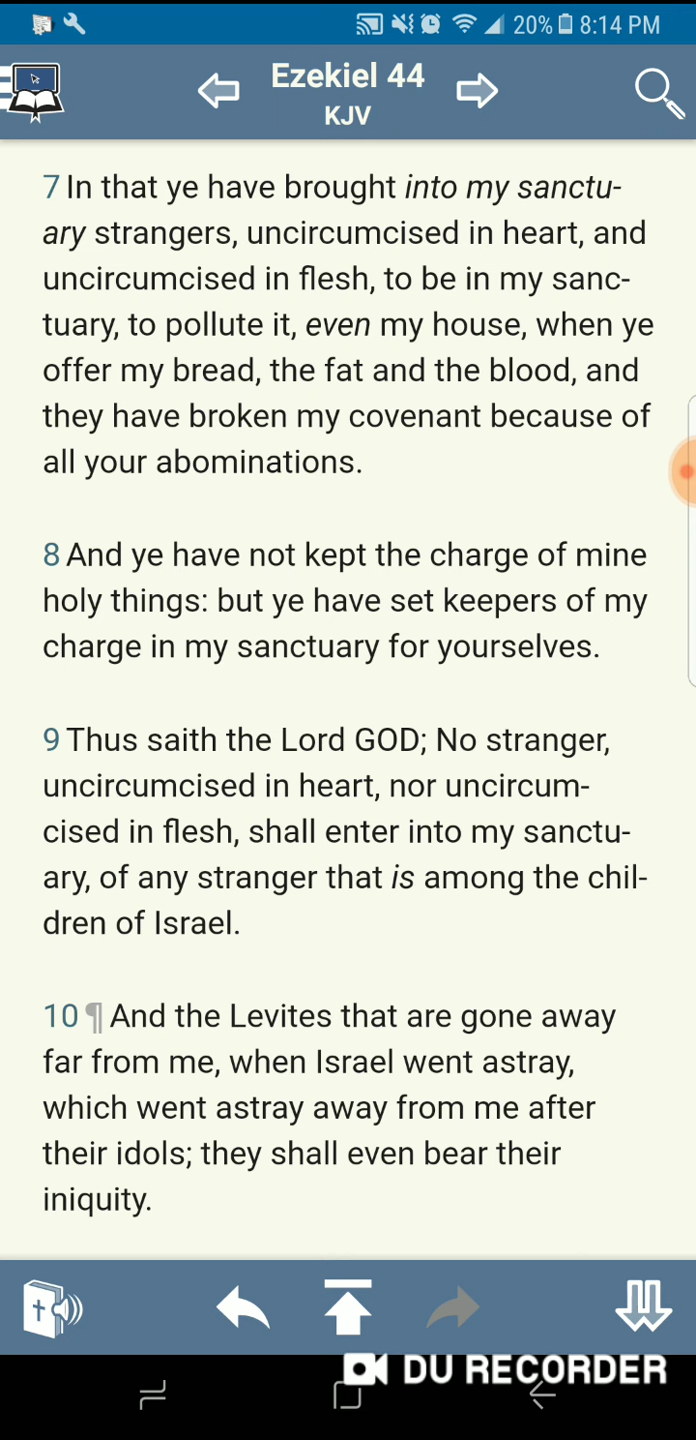 20% 8:14 PM
Ezekiel 44
KJV
7 In that ye have brought into my sanctu-
ary strangers, uncircumcised in heart, and
uncircumcised in flesh, to be in my sanc-
tuary, to pollute it, even my house, when ye
offer my bread, the fat and the blood, and
they have broken my covenant because of
all your abominations.
8 And ye have not kept the charge of mine
holy things: but ye have set keepers of my
charge in my sanctuary for yourselves.
9 Thus saith the Lord GOD; No stranger,
uncircumcised in heart, nor uncircum-
cised in flesh, shall enter into my sanctu-
ary, of any stranger that is among the chil-
dren of Israel.
10 ¶ And the Levites that are gone away
far from me, when Israel went astray,
which went astray away from me after
their idols; they shall even bear their
iniquity.
DU RECORDER